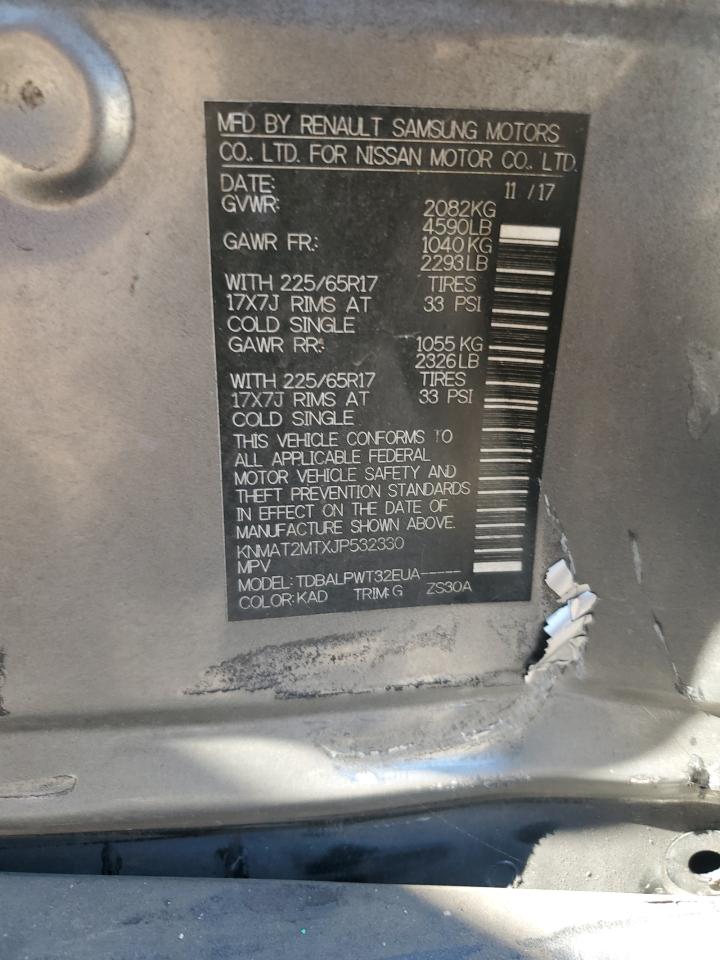 MFD BY RENAULT SAMSUNG MOTORS
CO., LTD. FOR NISSAN MOTOR CO., LTD.
DATE: 11 / 17
GVWR: 2082KG
4590LB
GAWR FR.: 1040KG
2293LB
WITH 225/65R17 TIRES
17X7J RIMS AT 33 PSI
COLD SINGLE
GAWR RR.: 1055KG
2326LB
WITH 225/65R17 TIRES
17X7J RIMS AT 33 PSI
COLD SINGLE
THIS VEHICLE CONFORMS TO
ALL APPLICABLE FEDERAL
MOTOR VEHICLE SAFETY AND
THEFT PREVENTION STANDARDS
IN EFFECT ON THE DATE OF
MANUFACTURE SHOWN ABOVE.
KNMAT2MTXJP532330
MPV
MODEL: TDBALPWT32EUA-----
COLOR: KAD TRIM: G ZS30A